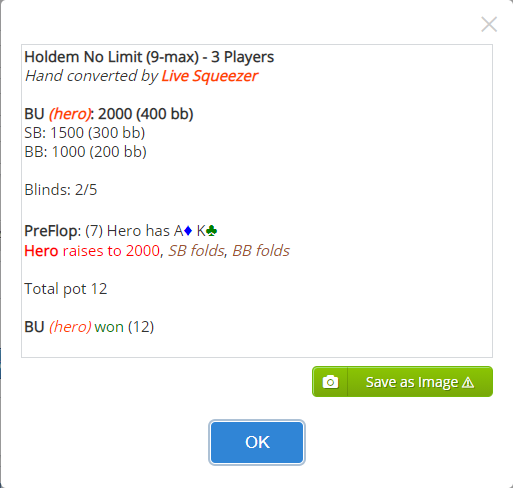 Holdem No Limit (9-max) - 3 Players
Hand converted by Live Squeezer
BU (hero): 2000 (400 bb)
SB: 1500 (300 bb)
BB: 1000 (200 bb)
Blinds: 2/5
PreFlop: (7) Hero has A♦ K♣
Hero raises to 2000, SB folds, BB folds
Total pot 12
BU (hero) won (12)
Save as Image ⚠
OK